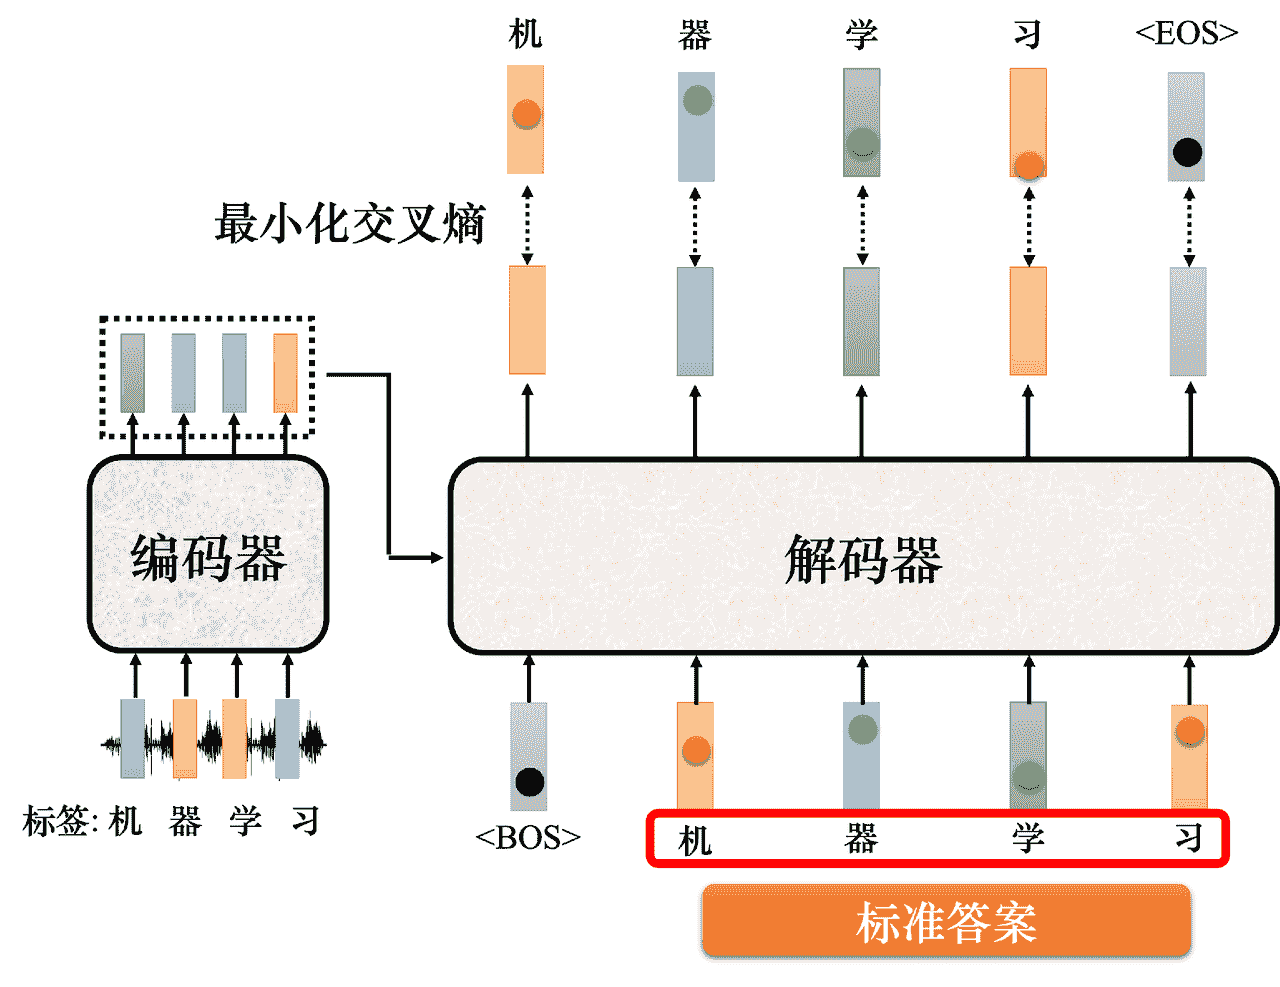 机 器 学 习 <EOS>
最小化交叉熵
编码器
解码器
标签: 机 器 学 习
<BOS> 机 器 学 习
标准答案